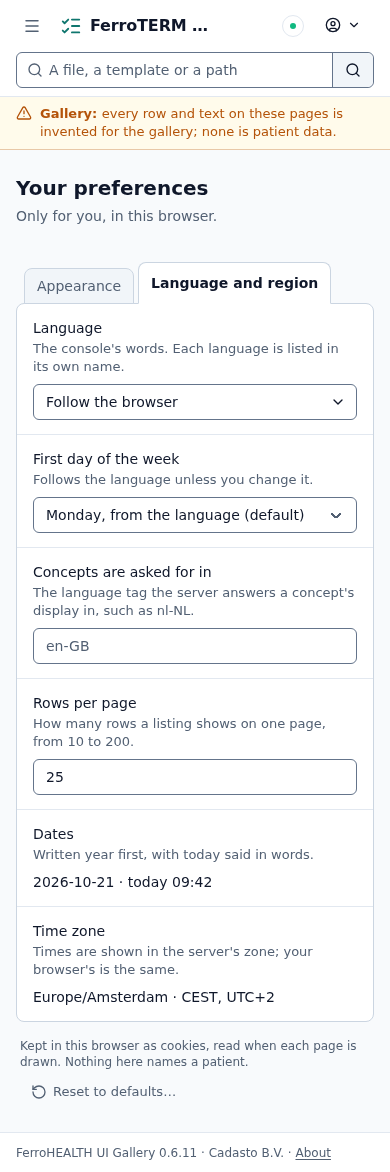 FerroTERM ...
A file, a template or a path
Gallery: every row and text on these pages is
invented for the gallery; none is patient data.
Your preferences
Only for you, in this browser.
Appearance
Language and region
Language
The console's words. Each language is listed in
its own name.
Follow the browser
First day of the week
Follows the language unless you change it.
Monday, from the language (default)
Concepts are asked for in
The language tag the server answers a concept's
display in, such as nl-NL.
en-GB
Rows per page
How many rows a listing shows on one page,
from 10 to 200.
25
Dates
Written year first, with today said in words.
2026-10-21 · today 09:42
Time zone
Times are shown in the server's zone; your
browser's is the same.
Europe/Amsterdam · CEST, UTC+2
Kept in this browser as cookies, read when each page is
drawn. Nothing here names a patient.
Reset to defaults...
FerroHEALTH UI Gallery 0.6.11 · Cadasto B.V. · About